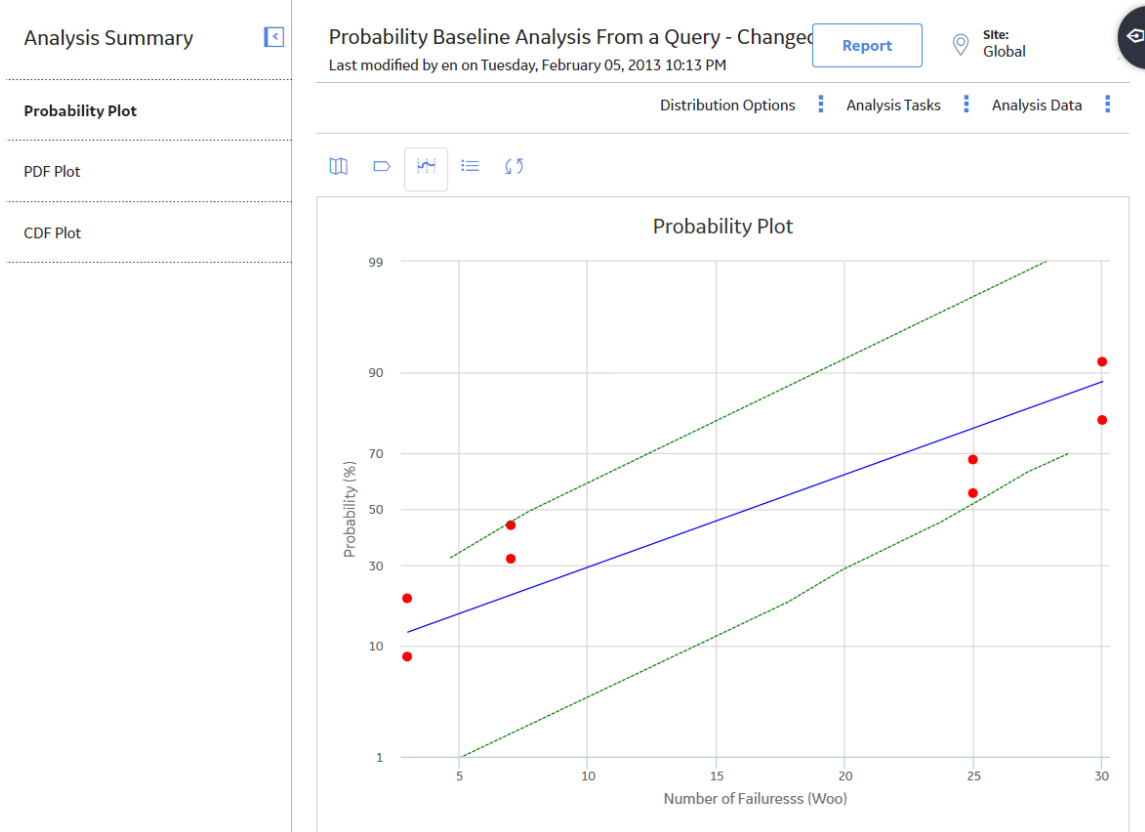 Analysis Summary
Probability Plot
PDF Plot
CDF Plot
Probability Baseline Analysis From a Query - Changed
Last modified by en on Tuesday, February 05, 2013 10:13 PM
Report
Site:
Global
Distribution Options
Analysis Tasks
Analysis Data
Probability Plot
99
90
70
50
30
10
1
Probability (%)
5 10 15 20 25 30
Number of Failuresss (Woo)